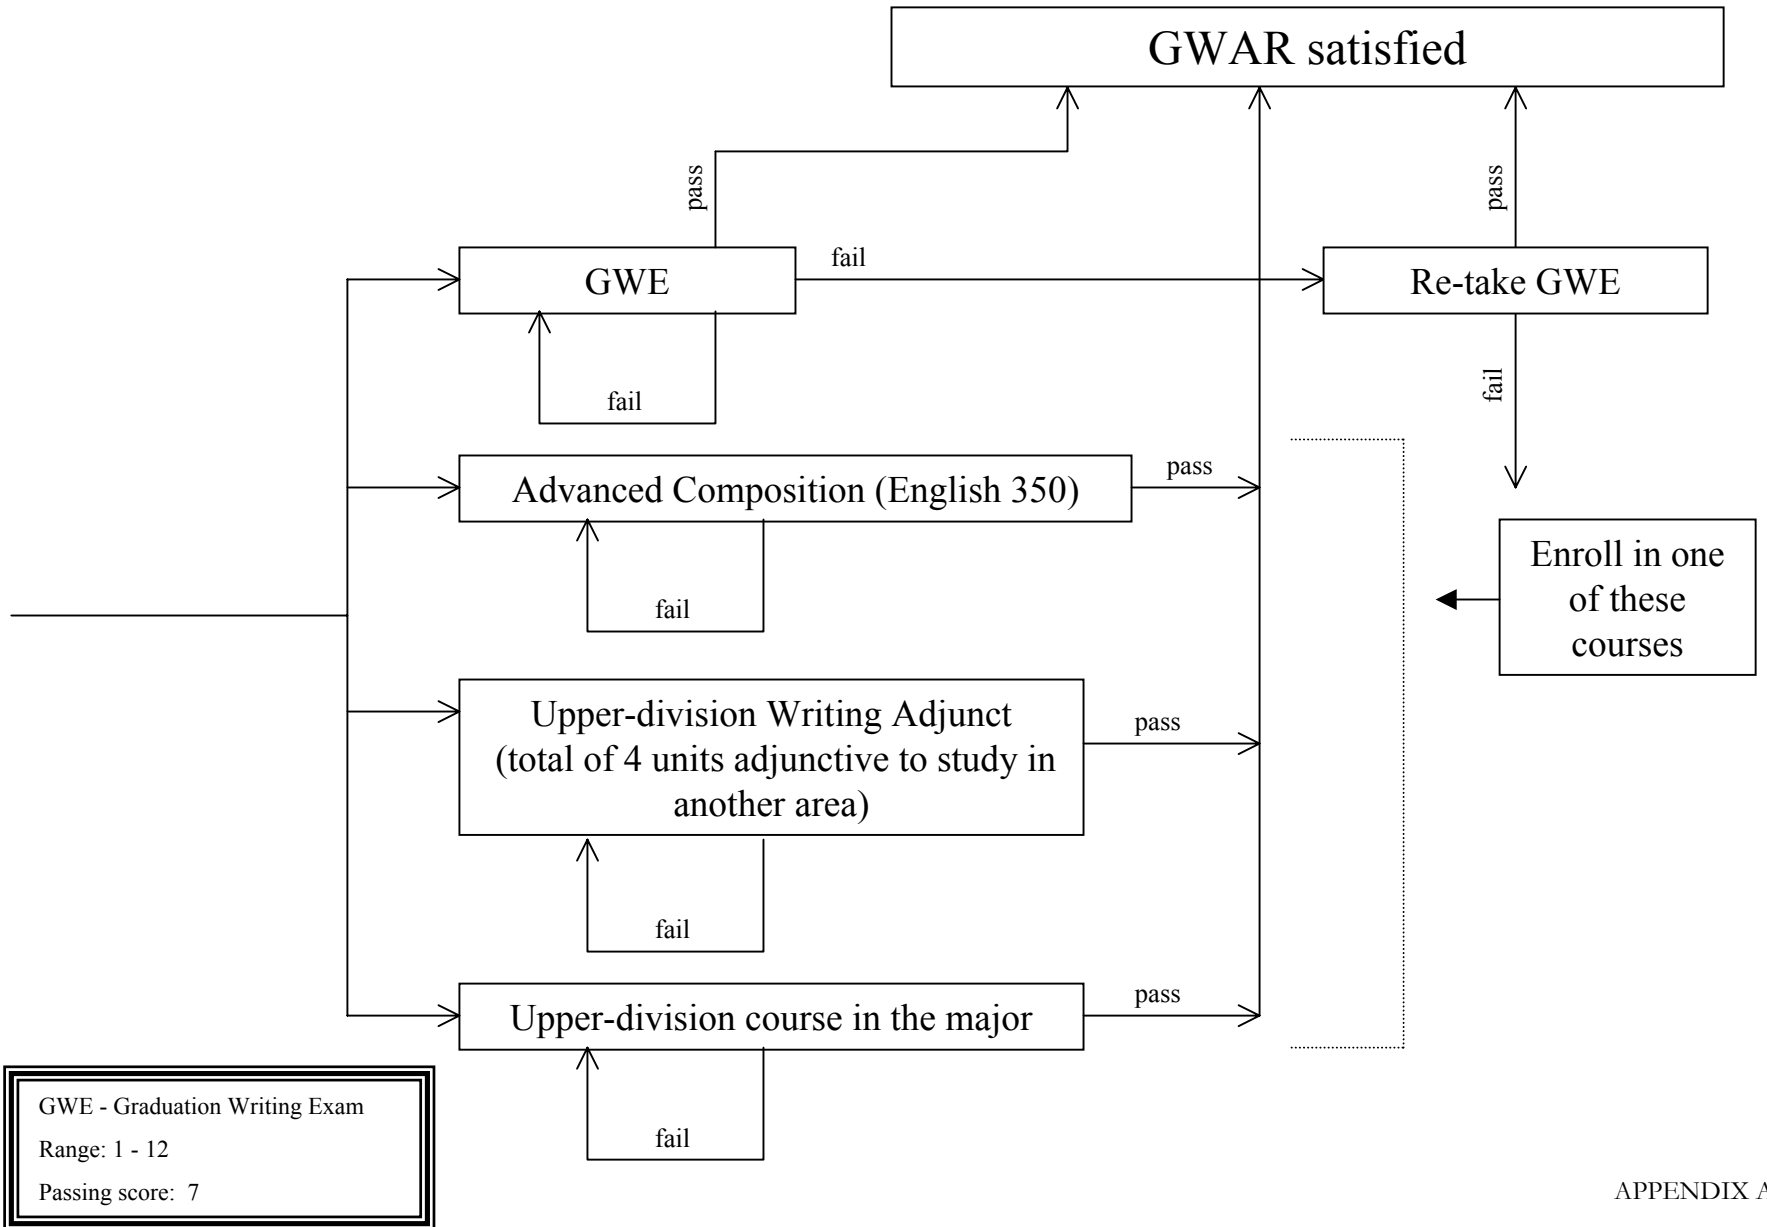 GWAR satisfied
pass
pass
GWE
fail
Re-take GWE
fail
fail
Advanced Composition (English 350)
pass
fail
Enroll in one
of these
courses
Upper-division Writing Adjunct
(total of 4 units adjunctive to study in
another area)
pass
fail
Upper-division course in the major
pass
fail
GWE - Graduation Writing Exam
Range: 1 - 12
Passing score: 7
APPENDIX A